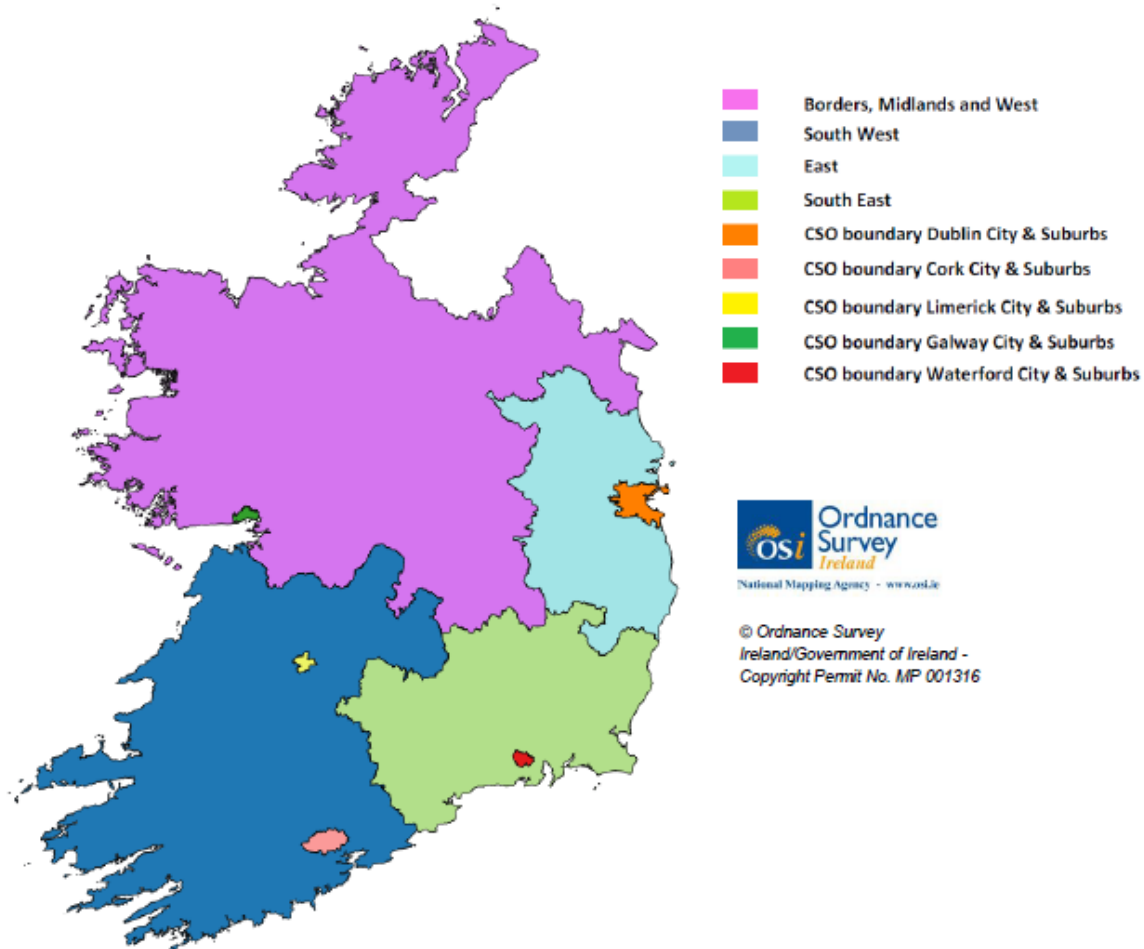 Borders, Midlands and West
South West
East
South East
CSO boundary Dublin City & Suburbs
CSO boundary Cork City & Suburbs
CSO boundary Limerick City & Suburbs
CSO boundary Galway City & Suburbs
CSO boundary Waterford City & Suburbs
osi
Ordnance
Survey
Ireland
National Mapping Agency - www.osi.ie
© Ordnance Survey
Ireland/Government of Ireland -
Copyright Permit No. MP 001316